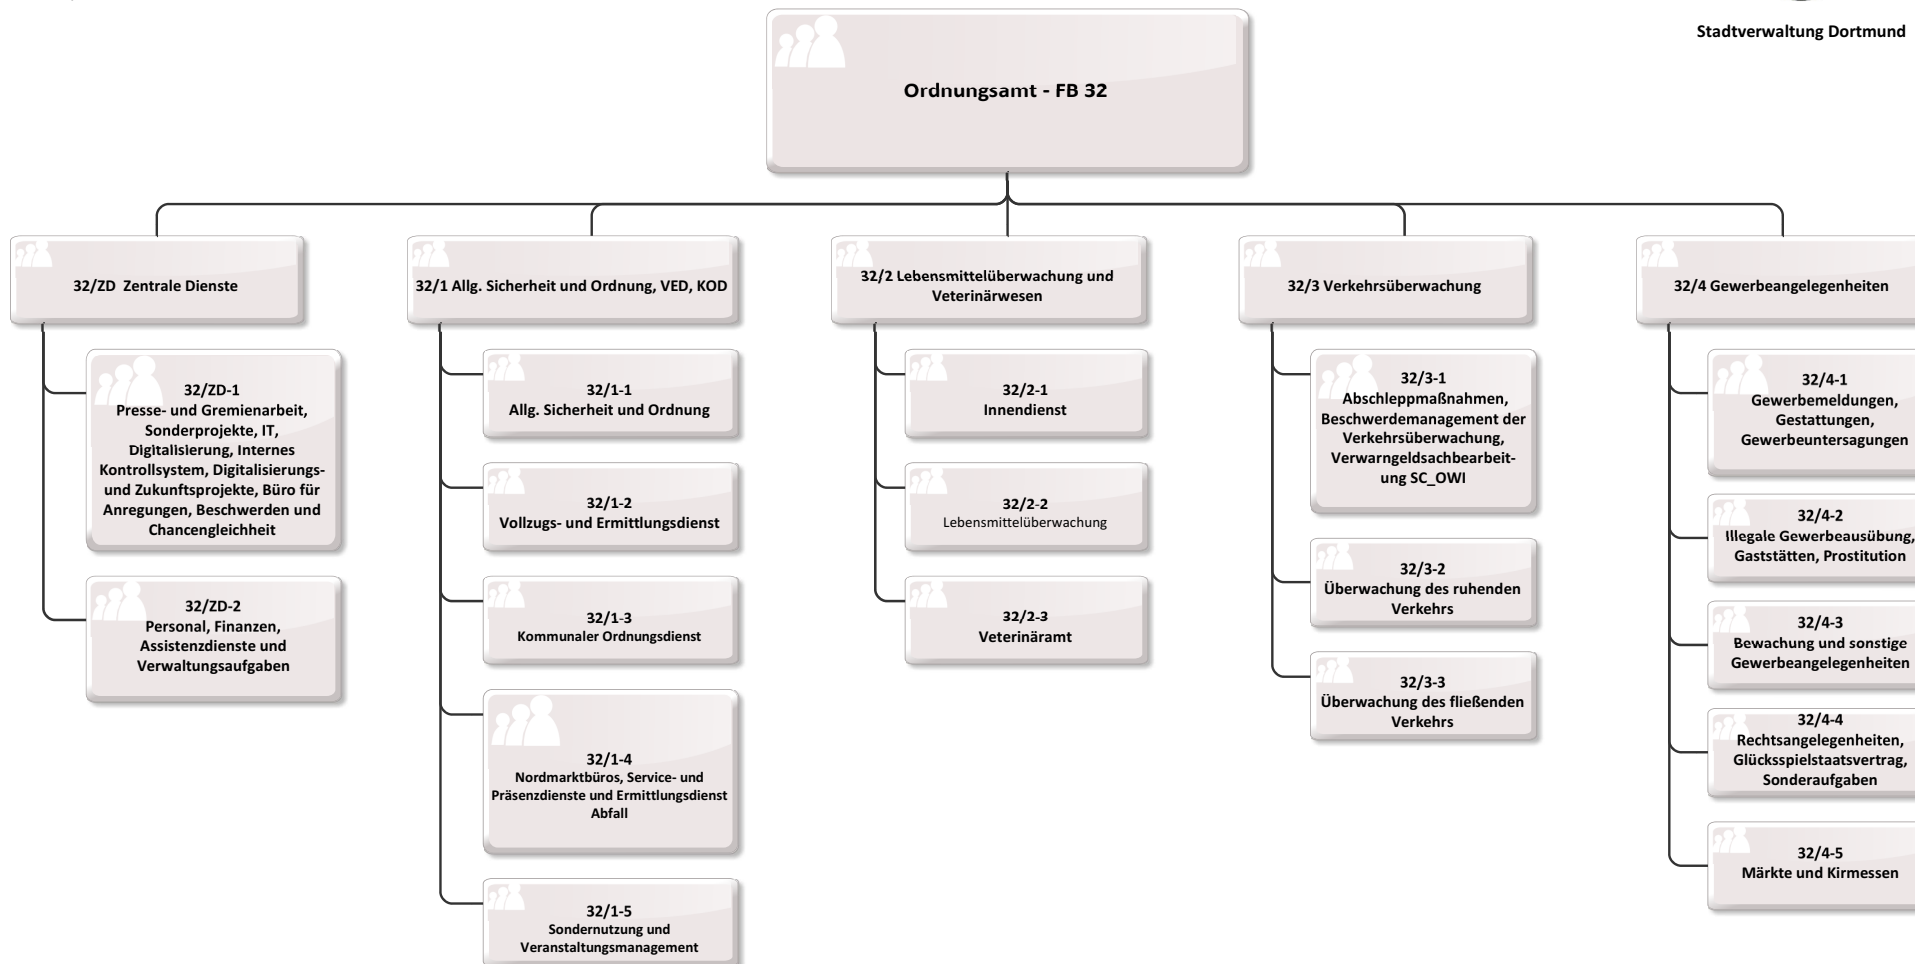 Stadtverwaltung Dortmund
Ordnungsamt - FB 32
32/ZD Zentrale Dienste
32/ZD-1
Presse- und Gremienarbeit,
Sonderprojekte, IT,
Digitalisierung, Internes
Kontrollsystem, Digitalisierungs-
und Zukunftsprojekte, Büro für
Anregungen, Beschwerden und
Chancengleichheit
32/ZD-2
Personal, Finanzen,
Assistenzdienste und
Verwaltungsaufgaben
32/1 Allg. Sicherheit und Ordnung, VED, KOD
32/1-1
Allg. Sicherheit und Ordnung
32/1-2
Vollzugs- und Ermittlungsdienst
32/1-3
Kommunaler Ordnungsdienst
32/1-4
Nordmarktbüros, Service- und
Präsenzdienste und Ermittlungsdienst
Abfall
32/1-5
Sondernutzung und
Veranstaltungsmanagement
32/2 Lebensmittelüberwachung und
Veterinärwesen
32/2-1
Innendienst
32/2-2
Lebensmittelüberwachung
32/2-3
Veterinäramt
32/3 Verkehrsüberwachung
32/3-1
Abschleppmaßnahmen,
Beschwerdemanagement der
Verkehrsüberwachung,
Verwarngeldsachbearbeit-
ung SC_OWI
32/3-2
Überwachung des ruhenden
Verkehrs
32/3-3
Überwachung des fließenden
Verkehrs
32/4 Gewerbeangelegenheiten
32/4-1
Gewerbemeldungen,
Gestattungen,
Gewerbeuntersagungen
32/4-2
Illegale Gewerbeausübung,
Gaststätten, Prostitution
32/4-3
Bewachung und sonstige
Gewerbeangelegenheiten
32/4-4
Rechtsangelegenheiten,
Glücksspielstaatsvertrag,
Sonderaufgaben
32/4-5
Märkte und Kirmessen